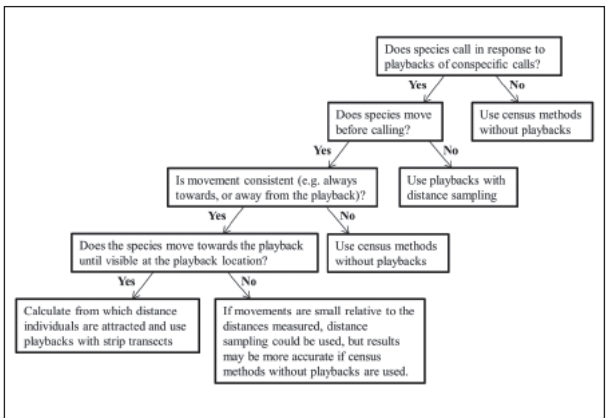 Does species call in response to
playbacks of conspecific calls?
Yes
No
Does species move
before calling?
Use census methods
without playbacks
Yes
No
Is movement consistent (e.g. always
towards, or away from the playback)?
Use playbacks with
distance sampling
Yes
No
Does the species move towards the playback
until visible at the playback location?
Use census methods
without playbacks
Yes
No
Calculate from which distance
individuals are attracted and use
playbacks with strip transects
If movements are small relative to the
distances measured, distance
sampling could be used, but results
may be more accurate if census
methods without playbacks are used.